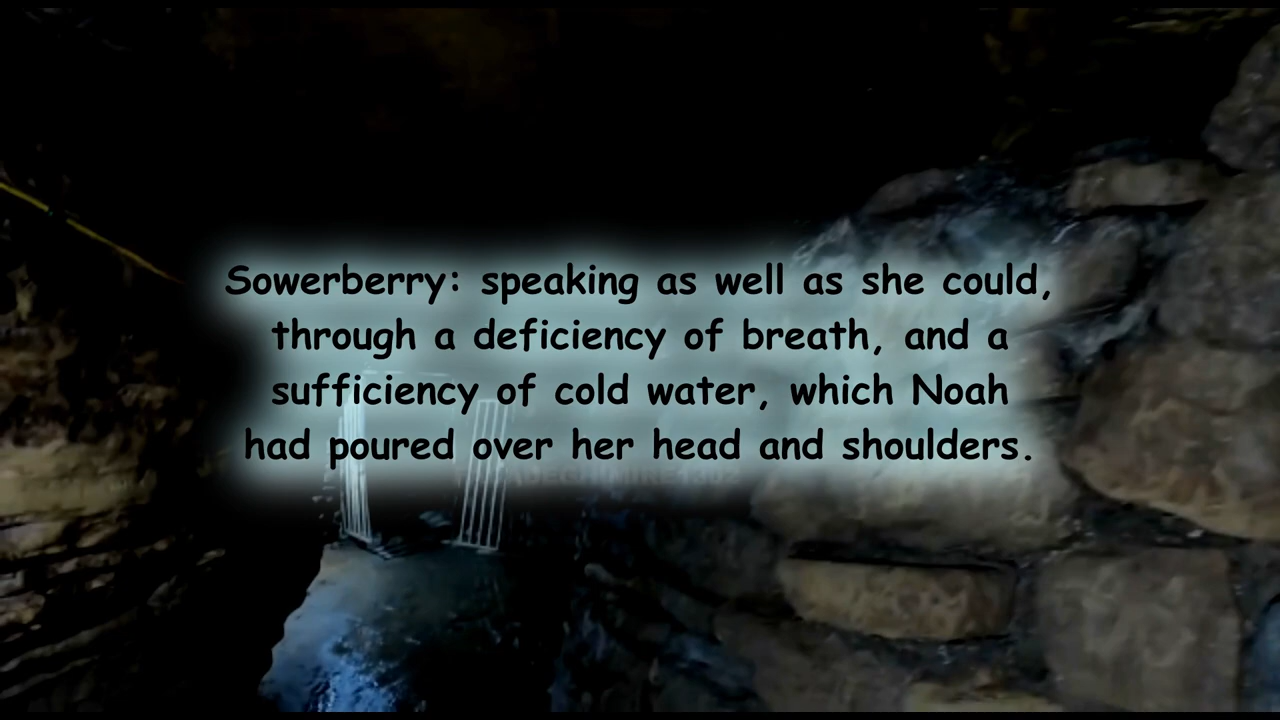 Sowerberry: speaking as well as she could,
through a deficiency of breath, and a
sufficiency of cold water, which Noah
had poured over her head and shoulders.